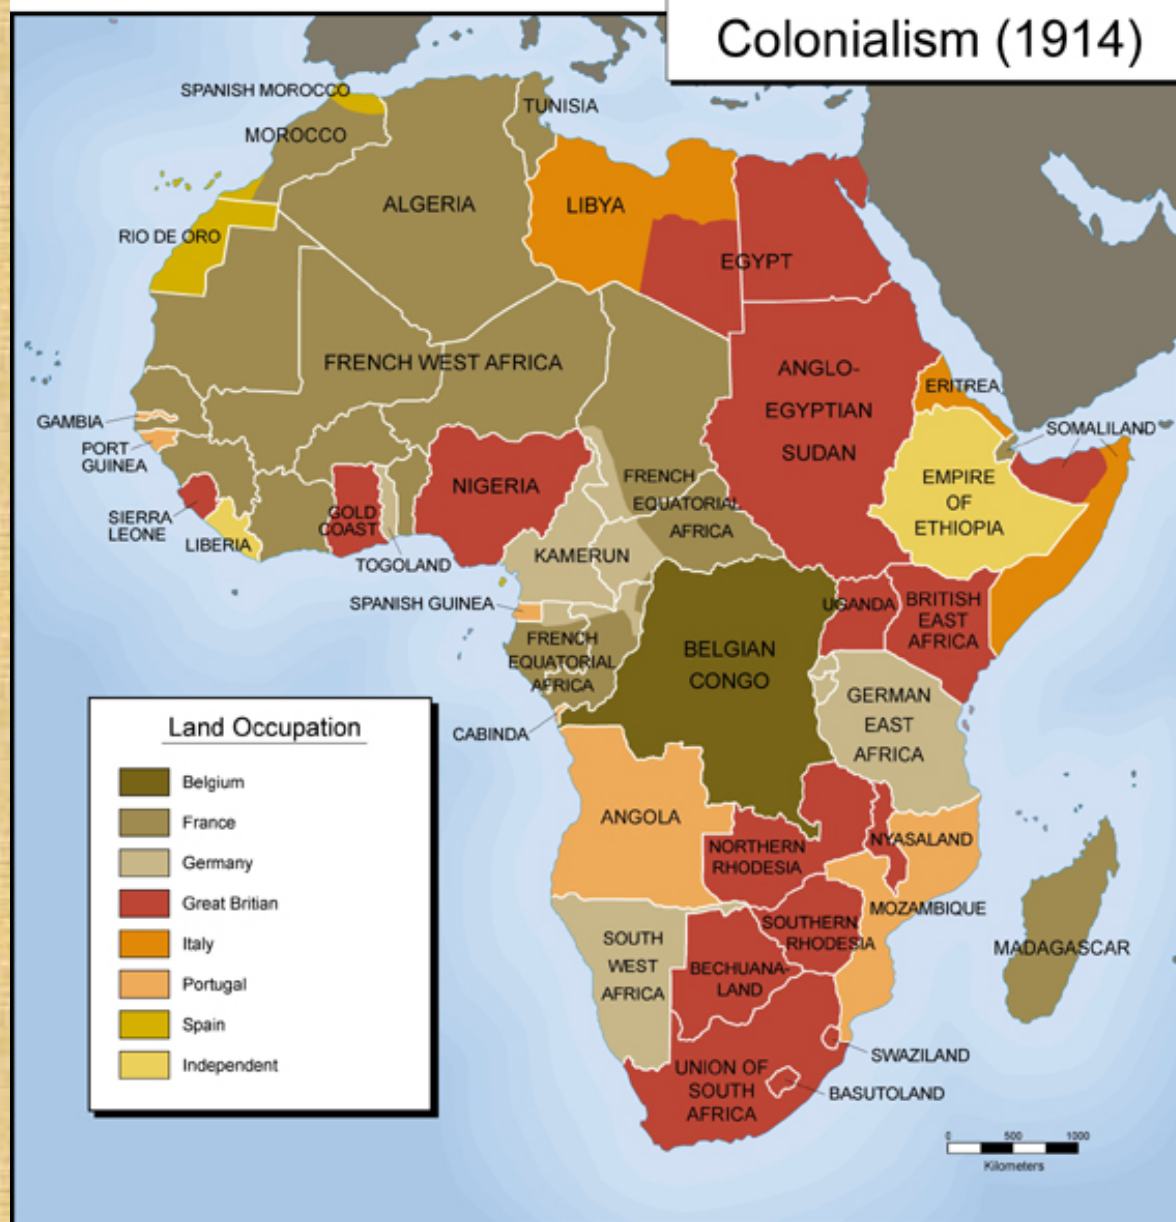 Colonialism (1914)
SPANISH MOROCCO
TUNISIA
MOROCCO
ALGERIA
LIBYA
RIO DE ORO
EGYPT
FRENCH WEST AFRICA
ANGLO-
EGYPTIAN
SUDAN
ERITREA
GAMBIA
SOMALILAND
PORT
GUINEA
NIGERIA
FRENCH
EQUATORIAL
AFRICA
EMPIRE
OF
ETHIOPIA
SIERRA
LEONE
GOLD
COAST
LIBERIA
TOGOLAND
KAMERUN
SPANISH GUINEA
UGANDA
BRITISH
EAST
AFRICA
FRENCH
EQUATORIAL
AFRICA
BELGIAN
CONGO
GERMAN
EAST
AFRICA
CABINDA
Land Occupation
Belgium
France
Germany
Great Britian
Italy
Portugal
Spain
Independent
ANGOLA
NORTHERN
RHODESIA
NYASALAND
MOZAMBIQUE
SOUTHERN
RHODESIA
SOUTH
WEST
AFRICA
BECHUANA-
LAND
MADAGASCAR
UNION OF
SOUTH
AFRICA
SWAZILAND
BASUTOLAND
0 500 1000
Kilometers